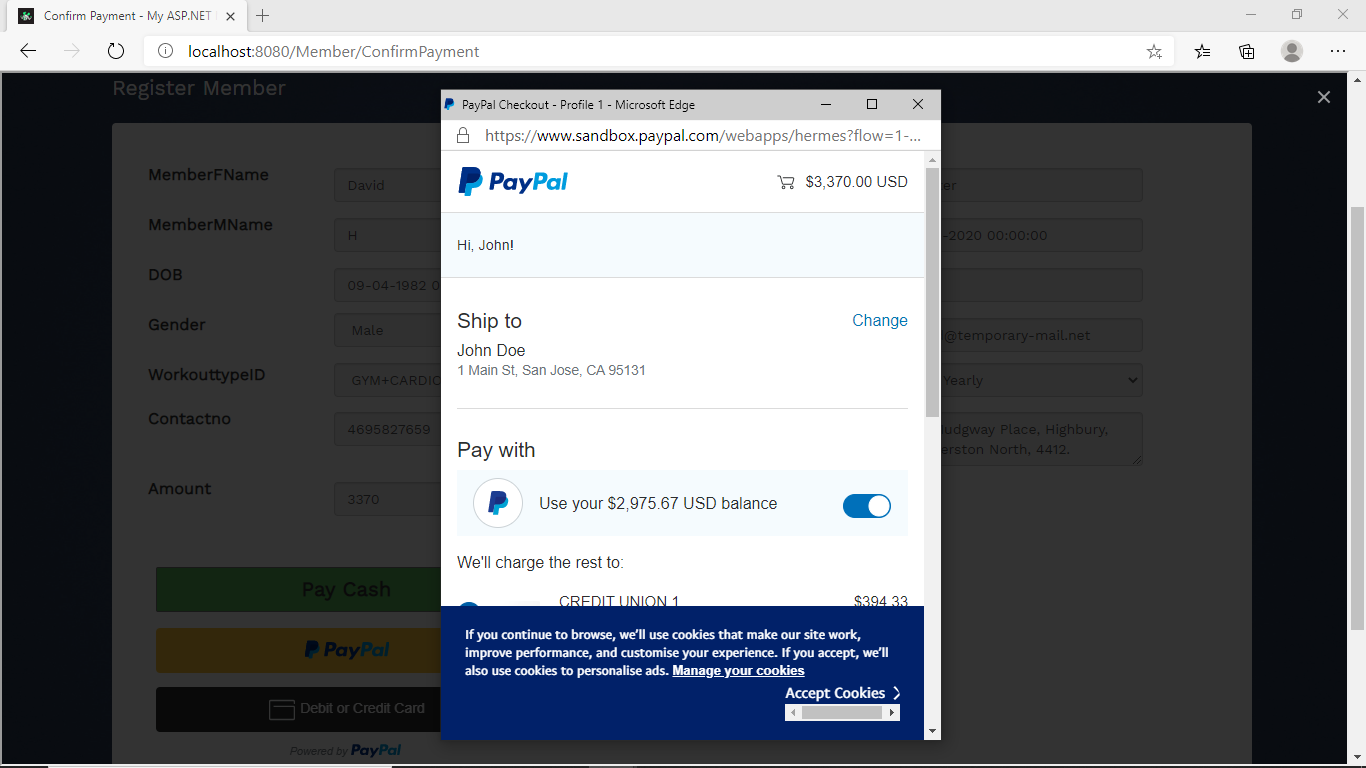 Confirm Payment - My ASP.NET
localhost:8080/Member/ConfirmPayment
Register Member
PayPal Checkout - Profile 1 - Microsoft Edge
https://www.sandbox.paypal.com/webapps/hermes?flow=1-...
PayPal
$3,370.00 USD
Hi, John!
Ship to
Change
John Doe
1 Main St, San Jose, CA 95131
Pay with
Use your $2,975.67 USD balance
We'll charge the rest to:
CREDIT UNION 1
$394.33
If you continue to browse, we'll use cookies that make our site work,
improve performance, and customise your experience. If you accept, we'll
also use cookies to personalise ads. Manage your cookies
Accept Cookies
MemberFName
David
MemberMName
H
-2020 00:00:00
DOB
09-04-1982 0
Gender
Male
@temporary-mail.net
WorkouttypeID
GYM+CARDIO
Yearly
Contactno
4695827659
udgway Place, Highbury,
erston North, 4412.
Amount
3370
Pay Cash
PayPal
Debit or Credit Card
Powered by PayPal